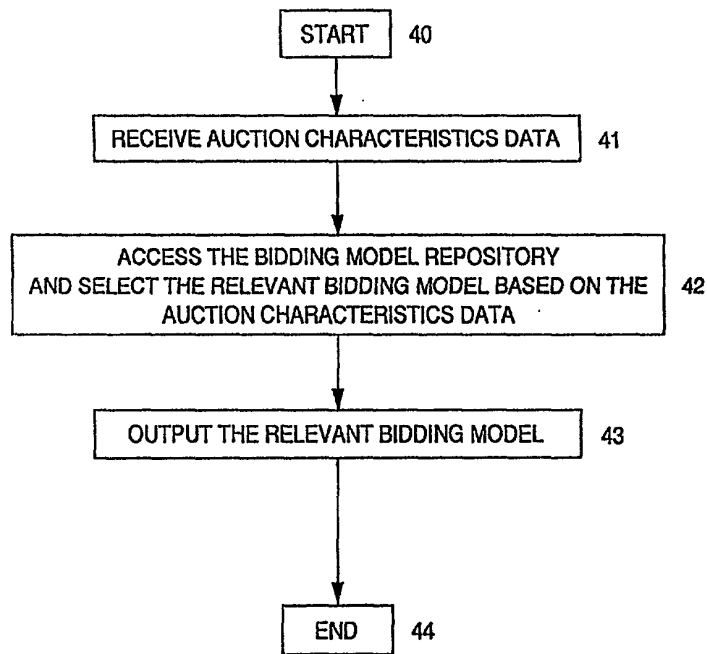 START 40
RECEIVE AUCTION CHARACTERISTICS DATA 41
ACCESS THE BIDDING MODEL REPOSITORY
AND SELECT THE RELEVANT BIDDING MODEL BASED ON THE 42
AUCTION CHARACTERISTICS DATA
OUTPUT THE RELEVANT BIDDING MODEL 43
END 44